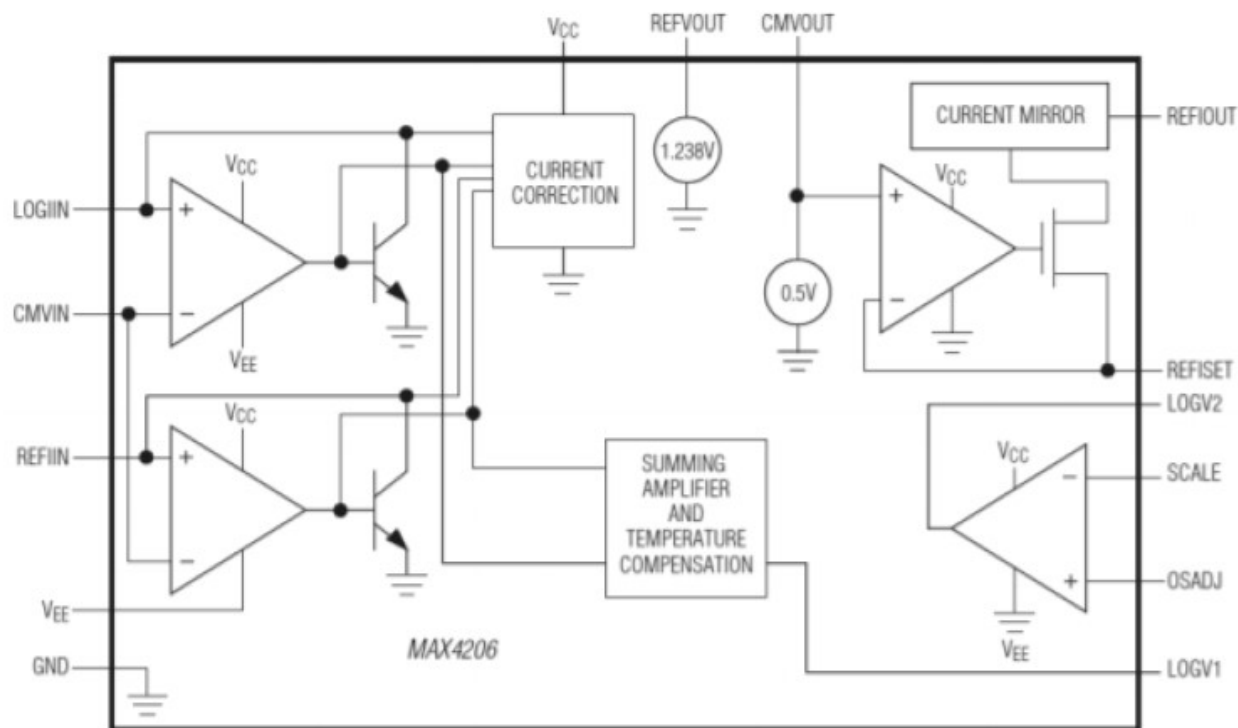 VCC
REFVOUT
CMVOUT
CURRENT MIRROR
REFIOUT
CURRENT
CORRECTION
1.238V
VCC
+
LOGIIN
VCC
+
0.5V
CMVIN
−
−
VEE
REFISET
LOGV2
VCC
REFIIN
+
SUMMING
AMPLIFIER
AND
TEMPERATURE
COMPENSATION
VCC
−
SCALE
−
+
OSADJ
VEE
VEE
MAX4206
GND
LOGV1